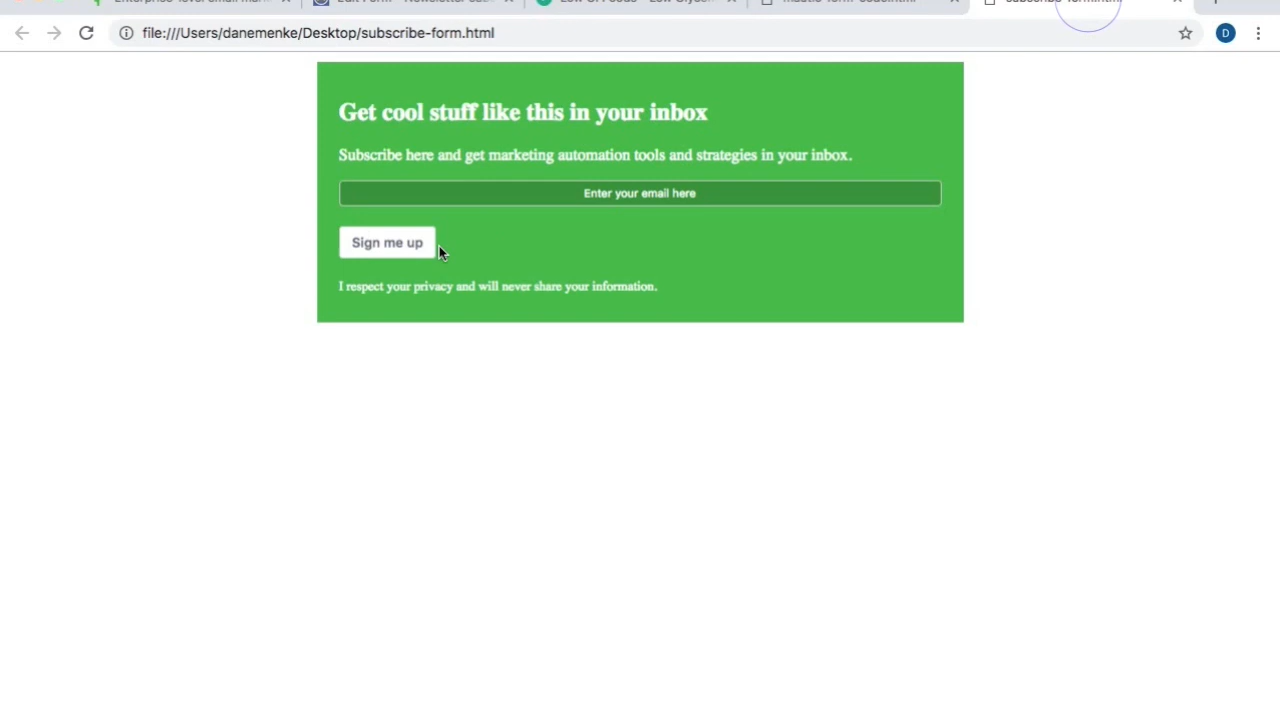 file:///Users/danemenke/Desktop/subscribe-form.html
D
Get cool stuff like this in your inbox
Subscribe here and get marketing automation tools and strategies in your inbox.
Enter your email here
Sign me up
I respect your privacy and will never share your information.